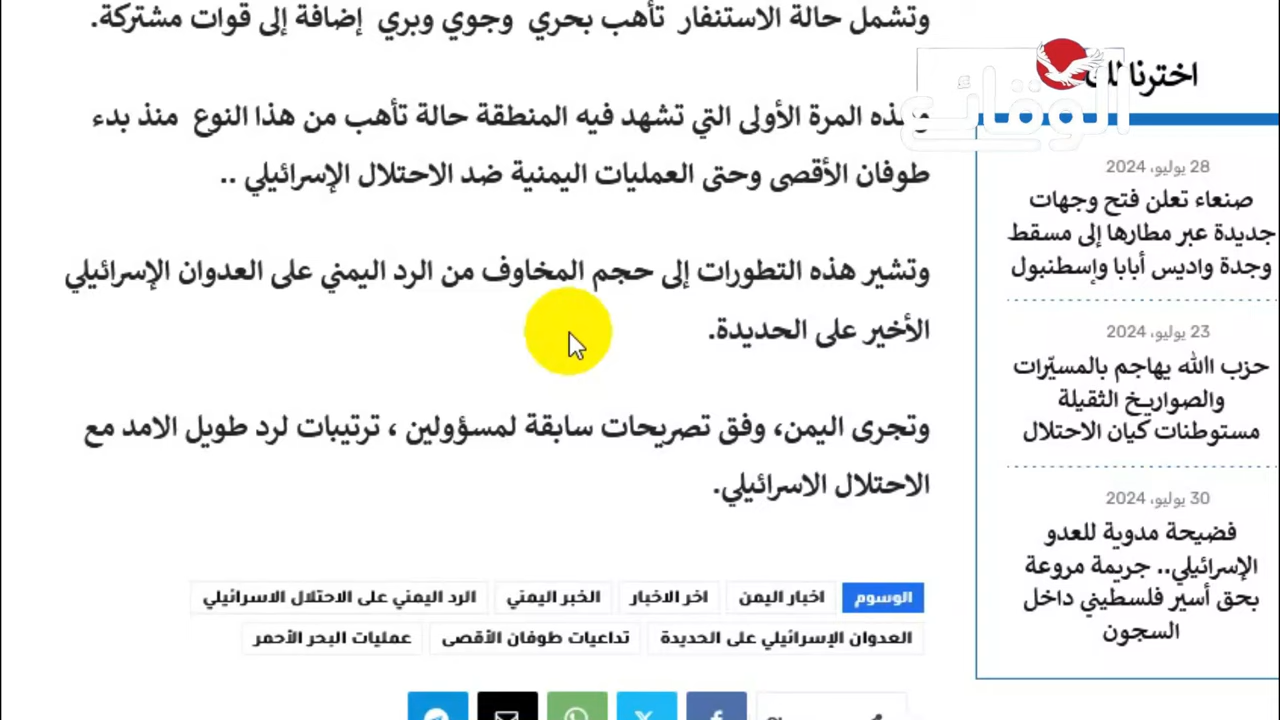 وتشمل حالة الاستنفار تأهب بحري وجوي وبري إضافة إلى قوات مشتركة.
المرة الأولى التي تشهد فيه المنطقة حالة تأهب من هذا النوع منذ بدء
طوفان الأقصى وحتى العمليات اليمنية ضد الاحتلال الإسرائيلي ..
وتشير هذه التطورات إلى حجم المخاوف من الرد اليمني على العدوان الإسرائيلي
الأخير على الحديدة.
وتجرى اليمن، وفق تصريحات سابقة لمسؤولين ، ترتيبات لرد طويل الامد مع
الاحتلال الاسرائيلي.
الوسوم
اخبار اليمن
اخر الاخبار
الخبر اليمني
الرد اليمني على الاحتلال الاسرائيلي
العدوان الإسرائيلي على الحديدة
تداعيات طوفان الأقصى
عمليات البحر الأحمر
اخترنا
الوقائع
28 يوليو، 2024
صنعاء تعلن فتح وجهات
جديدة عبر مطارها إلى مسقط
وجدة واديس أبابا وإسطنبول
23 يوليو، 2024
حزب الله يهاجم بالمسيّرات
والصواريخ الثقيلة
مستوطنات كيان الاحتلال
30 يوليو، 2024
فضيحة مدوية للعدو
الإسرائيلي.. جريمة مروعة
بحق أسير فلسطيني داخل
السجون